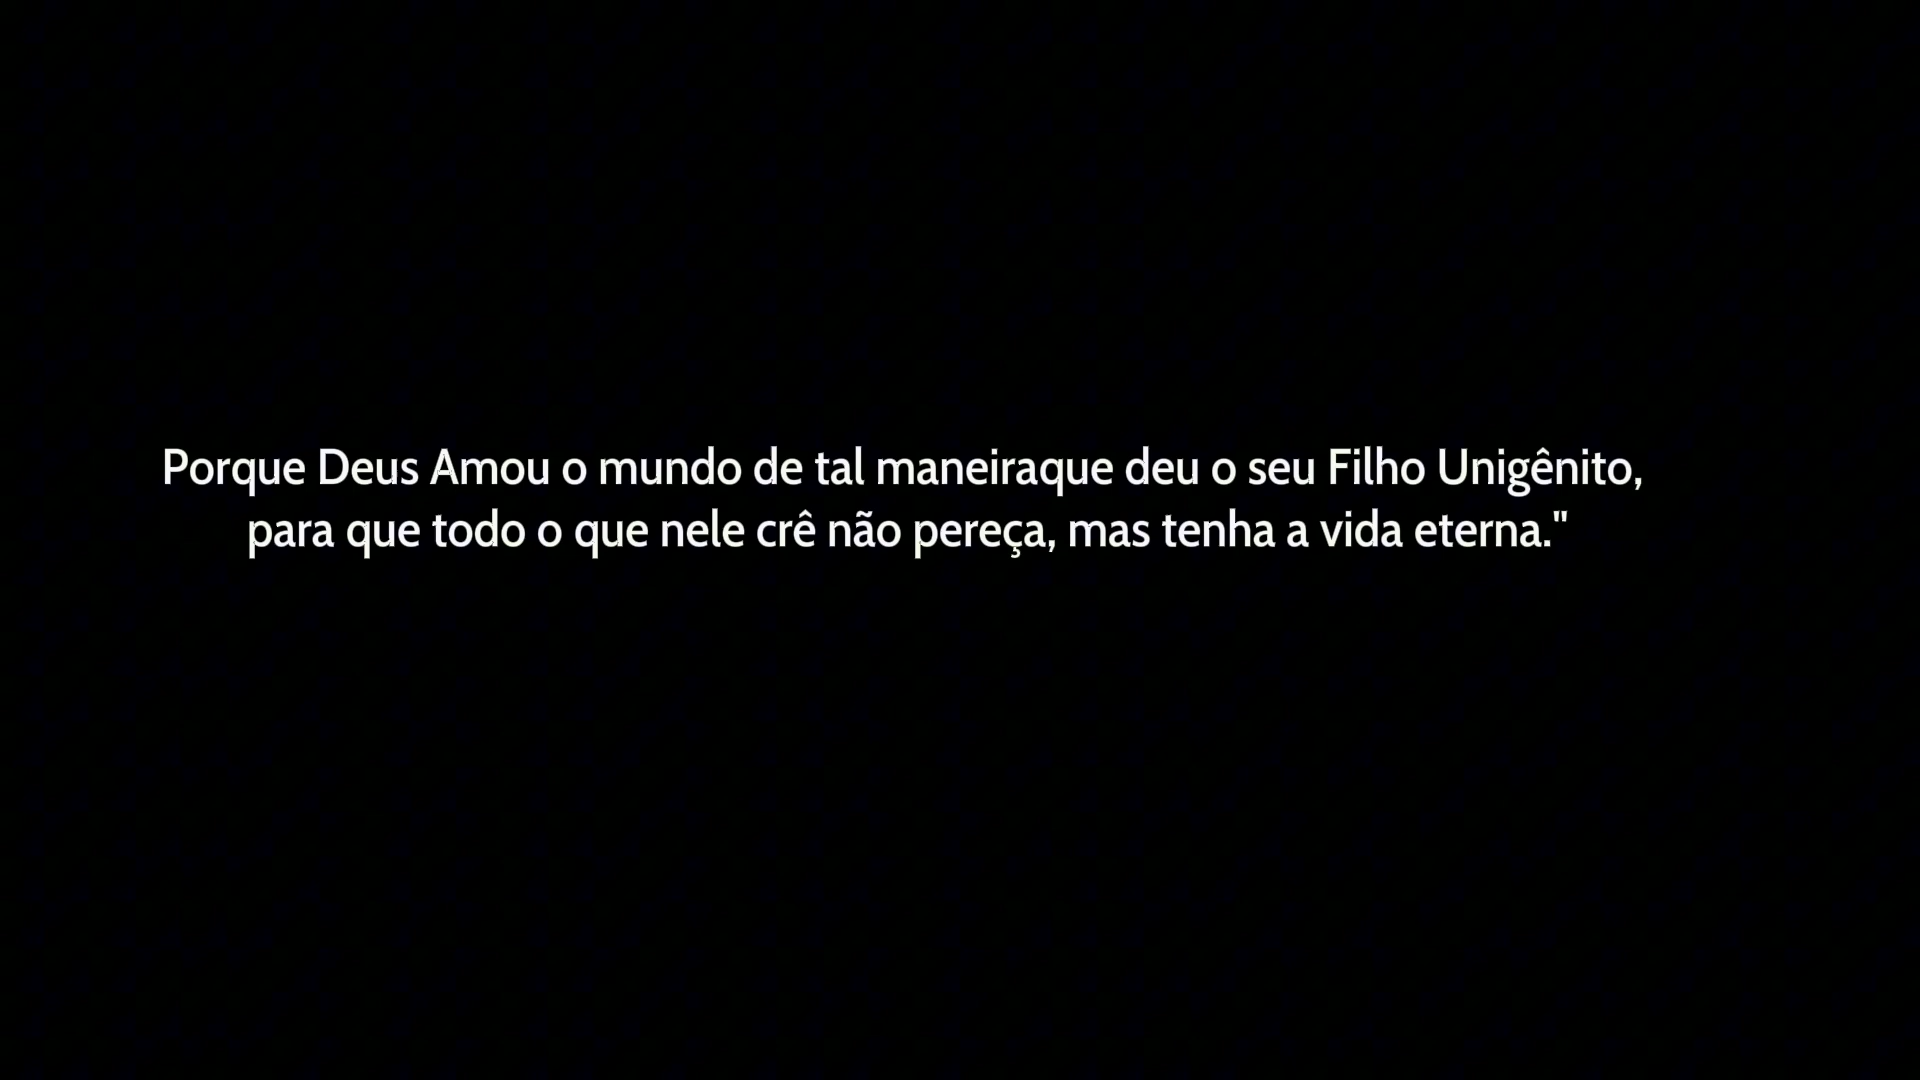 Porque Deus Amou o mundo de tal maneiraque deu o seu Filho Unigênito,
para que todo o que nele crê não pereça, mas tenha a vida eterna."